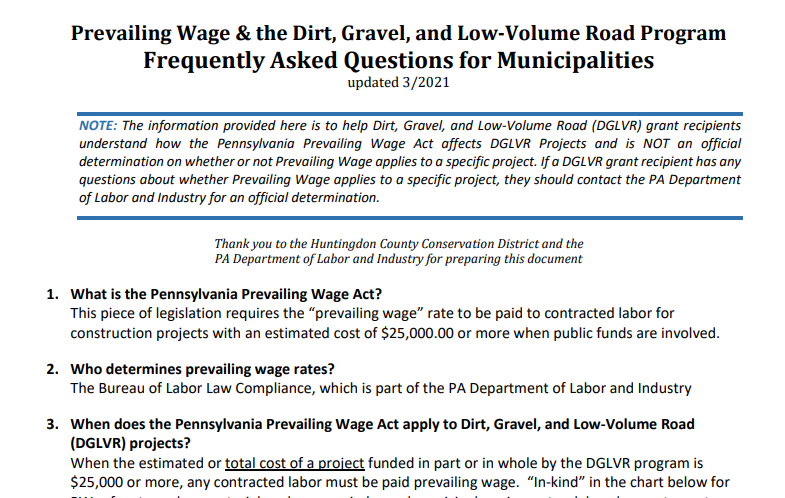 Prevailing Wage & the Dirt, Gravel, and Low-Volume Road Program
Frequently Asked Questions for Municipalities
updated 3/2021
NOTE: The information provided here is to help Dirt, Gravel, and Low-Volume Road (DGLVR) grant recipients
understand how the Pennsylvania Prevailing Wage Act affects DGLVR Projects and is NOT an official
determination on whether or not Prevailing Wage applies to a specific project. If a DGLVR grant recipient has any
questions about whether Prevailing Wage applies to a specific project, they should contact the PA Department
of Labor and Industry for an official determination.
Thank you to the Huntingdon County Conservation District and the
PA Department of Labor and Industry for preparing this document
1. What is the Pennsylvania Prevailing Wage Act?
This piece of legislation requires the “prevailing wage” rate to be paid to contracted labor for
construction projects with an estimated cost of $25,000.00 or more when public funds are involved.
2. Who determines prevailing wage rates?
The Bureau of Labor Law Compliance, which is part of the PA Department of Labor and Industry
3. When does the Pennsylvania Prevailing Wage Act apply to Dirt, Gravel, and Low-Volume Road
(DGLVR) projects?
When the estimated or total cost of a project funded in part or in whole by the DGLVR program is
$25,000 or more, any contracted labor must be paid prevailing wage. “In-kind” in the chart below for